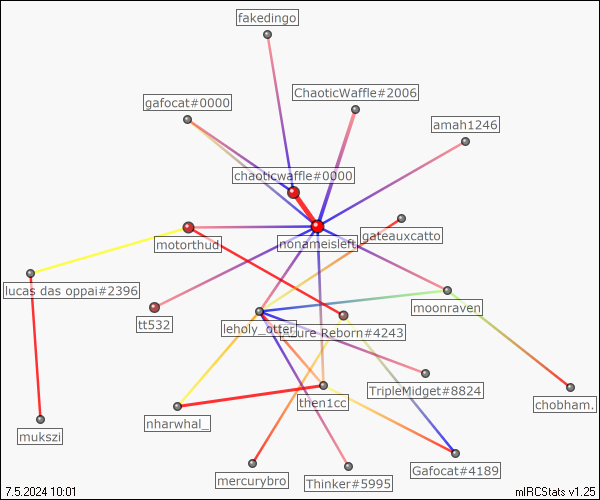 fakedingo
ChaoticWaffle#2006
gafocat#0000
amah1246
chaoticwaffle#0000
gateauxcatto
nonameisleft
motorthud
lucas das oppai#2396
moonraven
tt532
leholy_otter
Azure Reborn#4243
TripleMidget#8824
then1cc
chobham.
nharwhal_
mukszi
Gafocat#4189
mercurybro
Thinker#5995
7.5.2024 10:01
mIRCStats v1.25